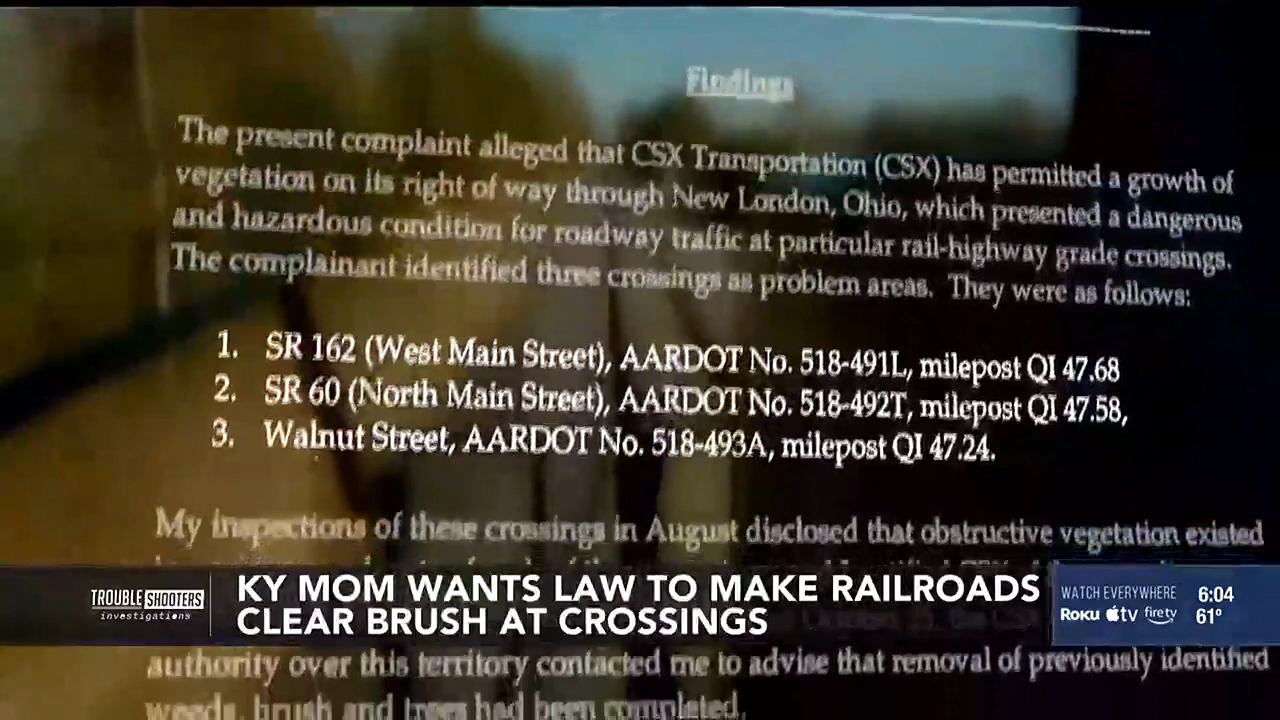 Findings
The present complaint alleged that CSX Transportation (CSX) has permitted a growth of
vegetation on its right of way through New London, Ohio, which presented a dangerous
and hazardous condition for roadway traffic at particular rail-highway grade crossings.
The complainant identified three crossings as problem areas. They were as follows:
1. SR 162 (West Main Street), AARDOT No. 518-491L, milepost QI 47.68
2. SR 60 (North Main Street), AARDOT No. 518-492T, milepost QI 47.58,
3. Walnut Street, AARDOT No. 518-493A, milepost QI 47.24.
My inspections of these crossings in August disclosed that obstructive vegetation existed
TROUBLE SHOOTERS
investigations
KY MOM WANTS LAW TO MAKE RAILROADS
CLEAR BRUSH AT CROSSINGS
WATCH EVERYWHERE
Roku tv firetv
6:04
61°
authority over this territory contacted me to advise that removal of previously identified
weeds, brush and trees had been completed.